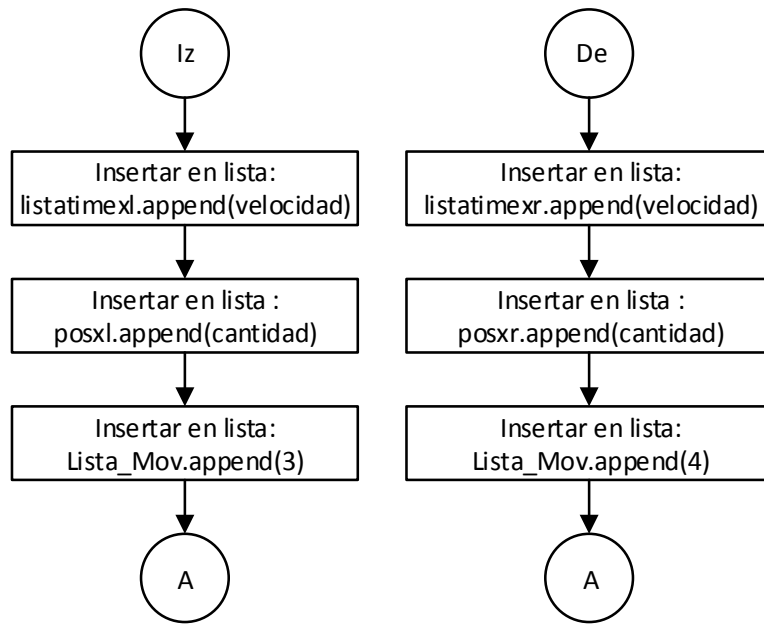 Iz
Insertar en lista:
listatimexl.append(velocidad)
Insertar en lista :
posxl.append(cantidad)
Insertar en lista:
Lista_Mov.append(3)
A
De
Insertar en lista:
listatimexr.append(velocidad)
Insertar en lista :
posxr.append(cantidad)
Insertar en lista:
Lista_Mov.append(4)
A